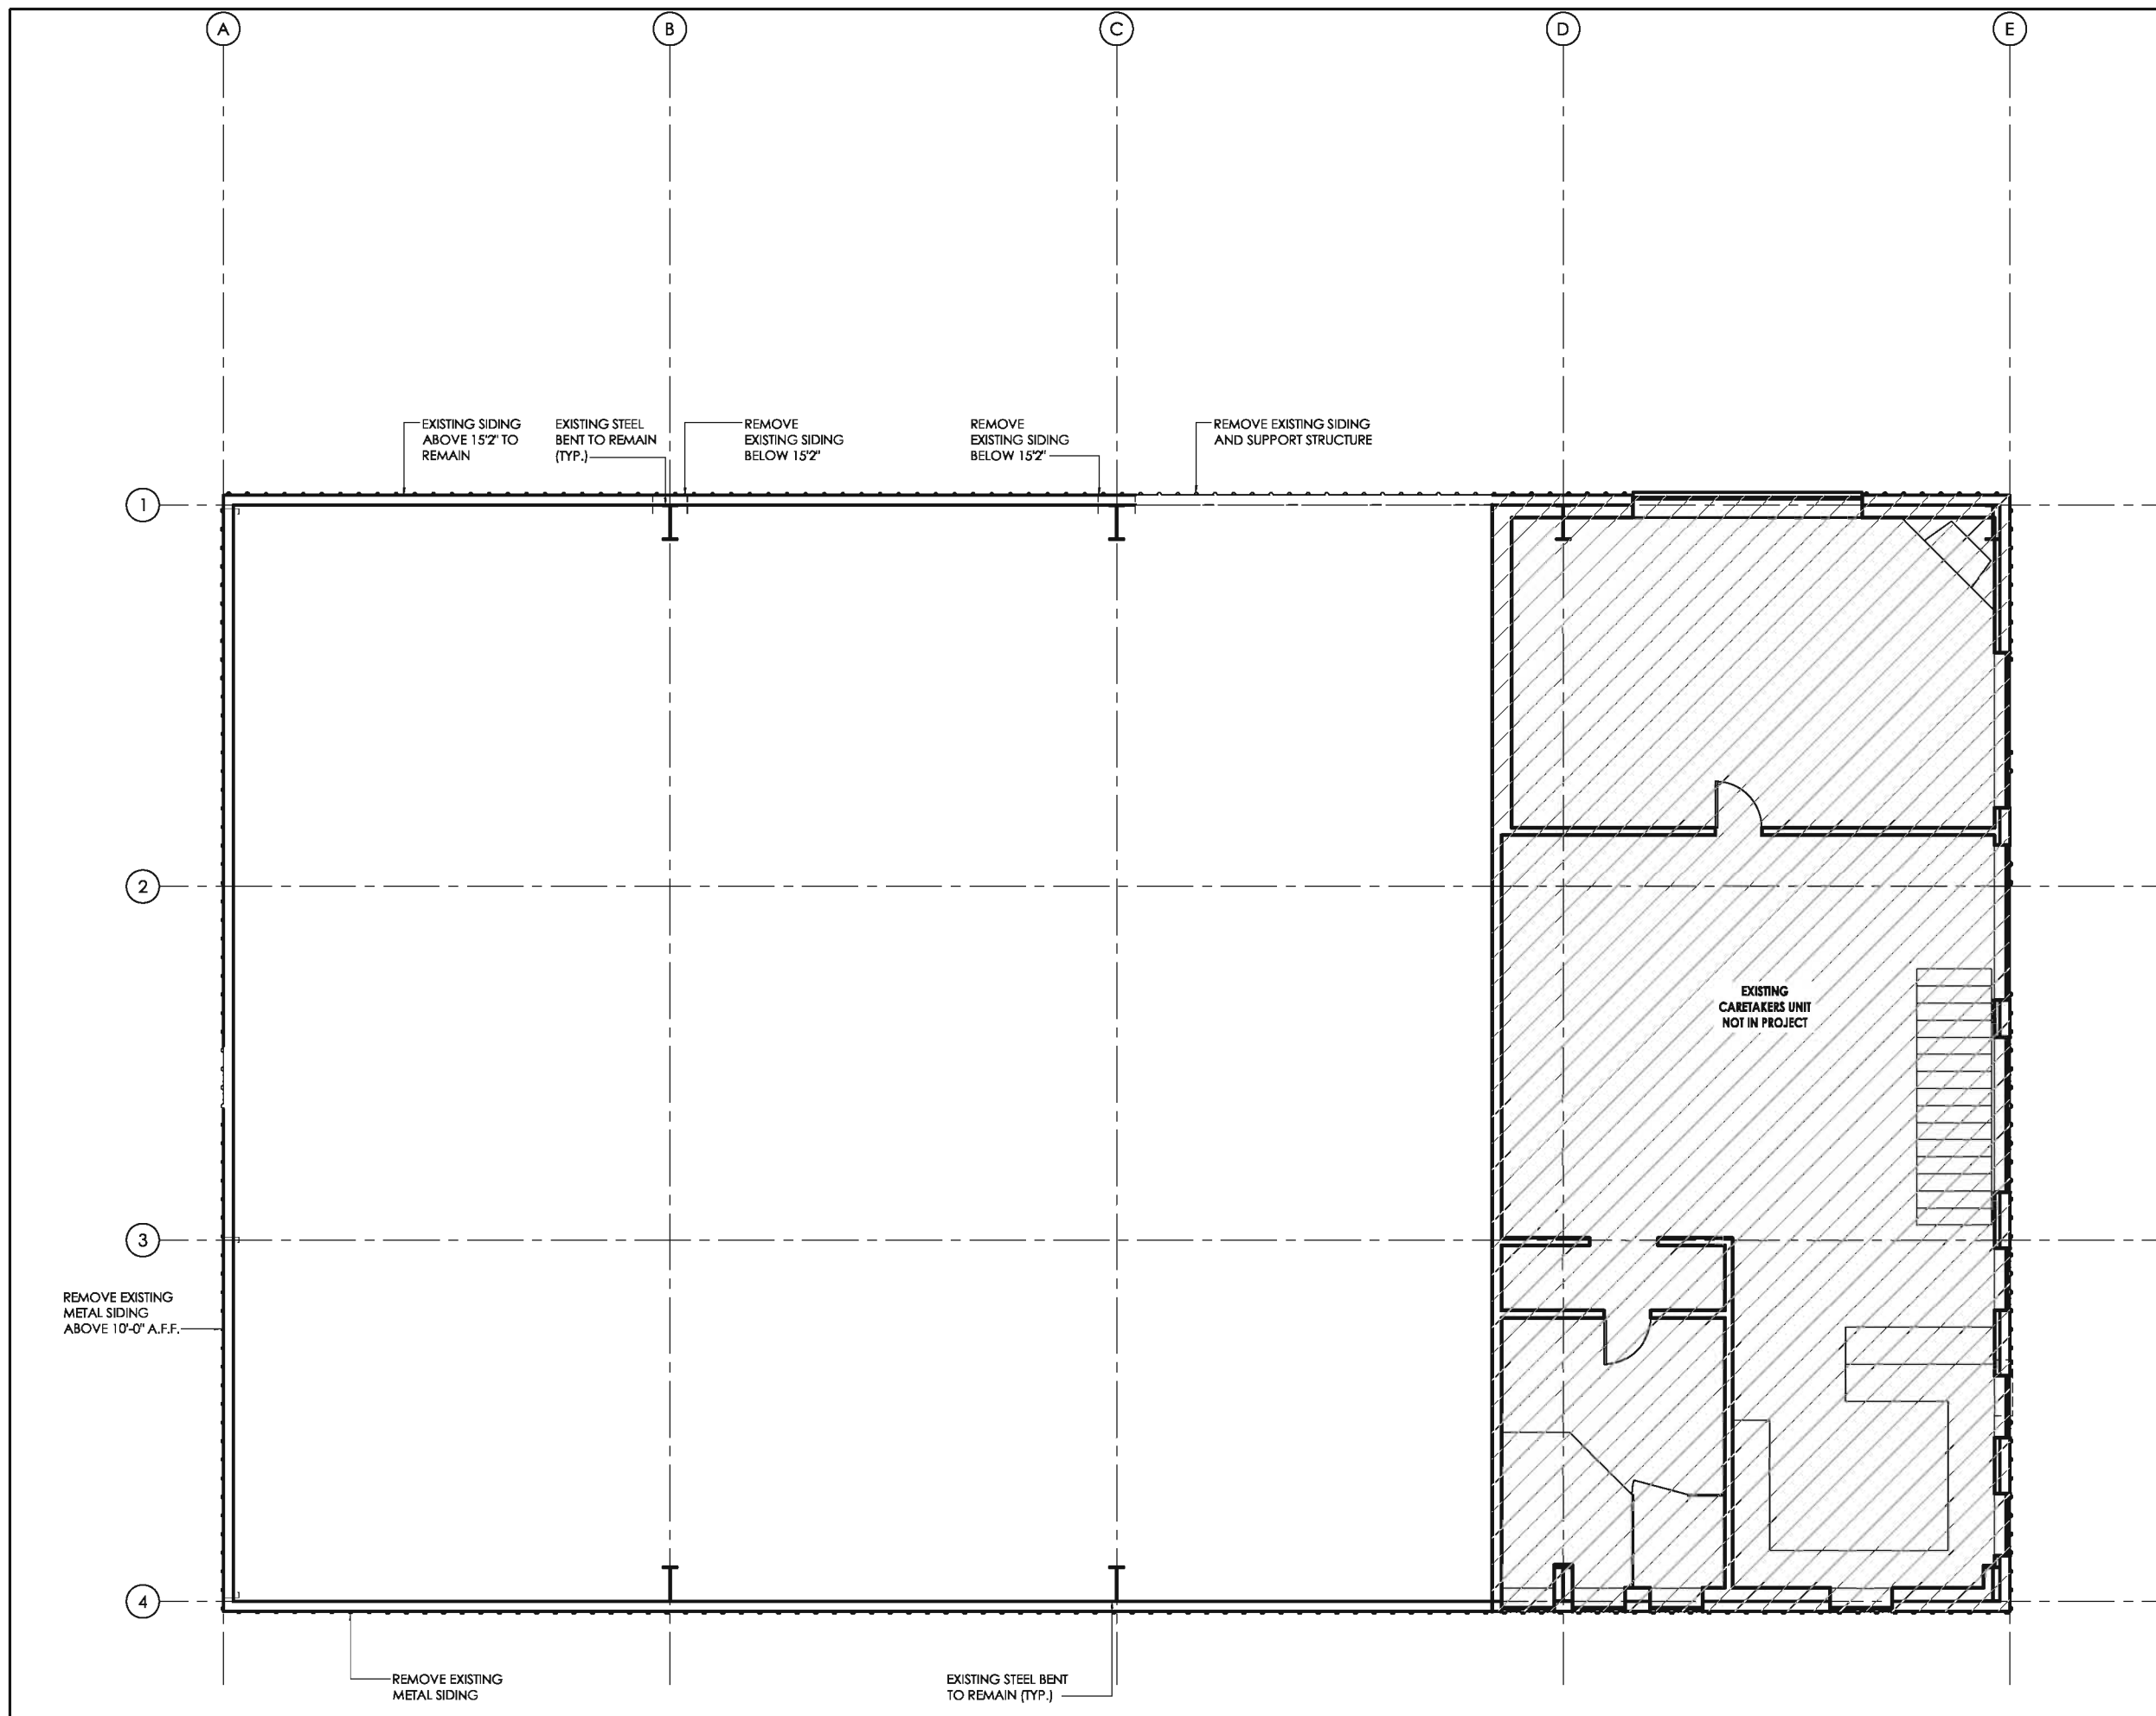 A
B
C
D
E
EXISTING SIDING
ABOVE 15'2" TO
REMAIN
EXISTING STEEL
BENT TO REMAIN
(TYP.)
REMOVE
EXISTING SIDING
BELOW 15'2"
REMOVE
EXISTING SIDING
BELOW 15'2"
REMOVE EXISTING SIDING
AND SUPPORT STRUCTURE
1
2
EXISTING
CARETAKERS UNIT
NOT IN PROJECT
3
REMOVE EXISTING
METAL SIDING
ABOVE 10'-0" A.F.F.
4
REMOVE EXISTING
METAL SIDING
EXISTING STEEL BENT
TO REMAIN (TYP.)